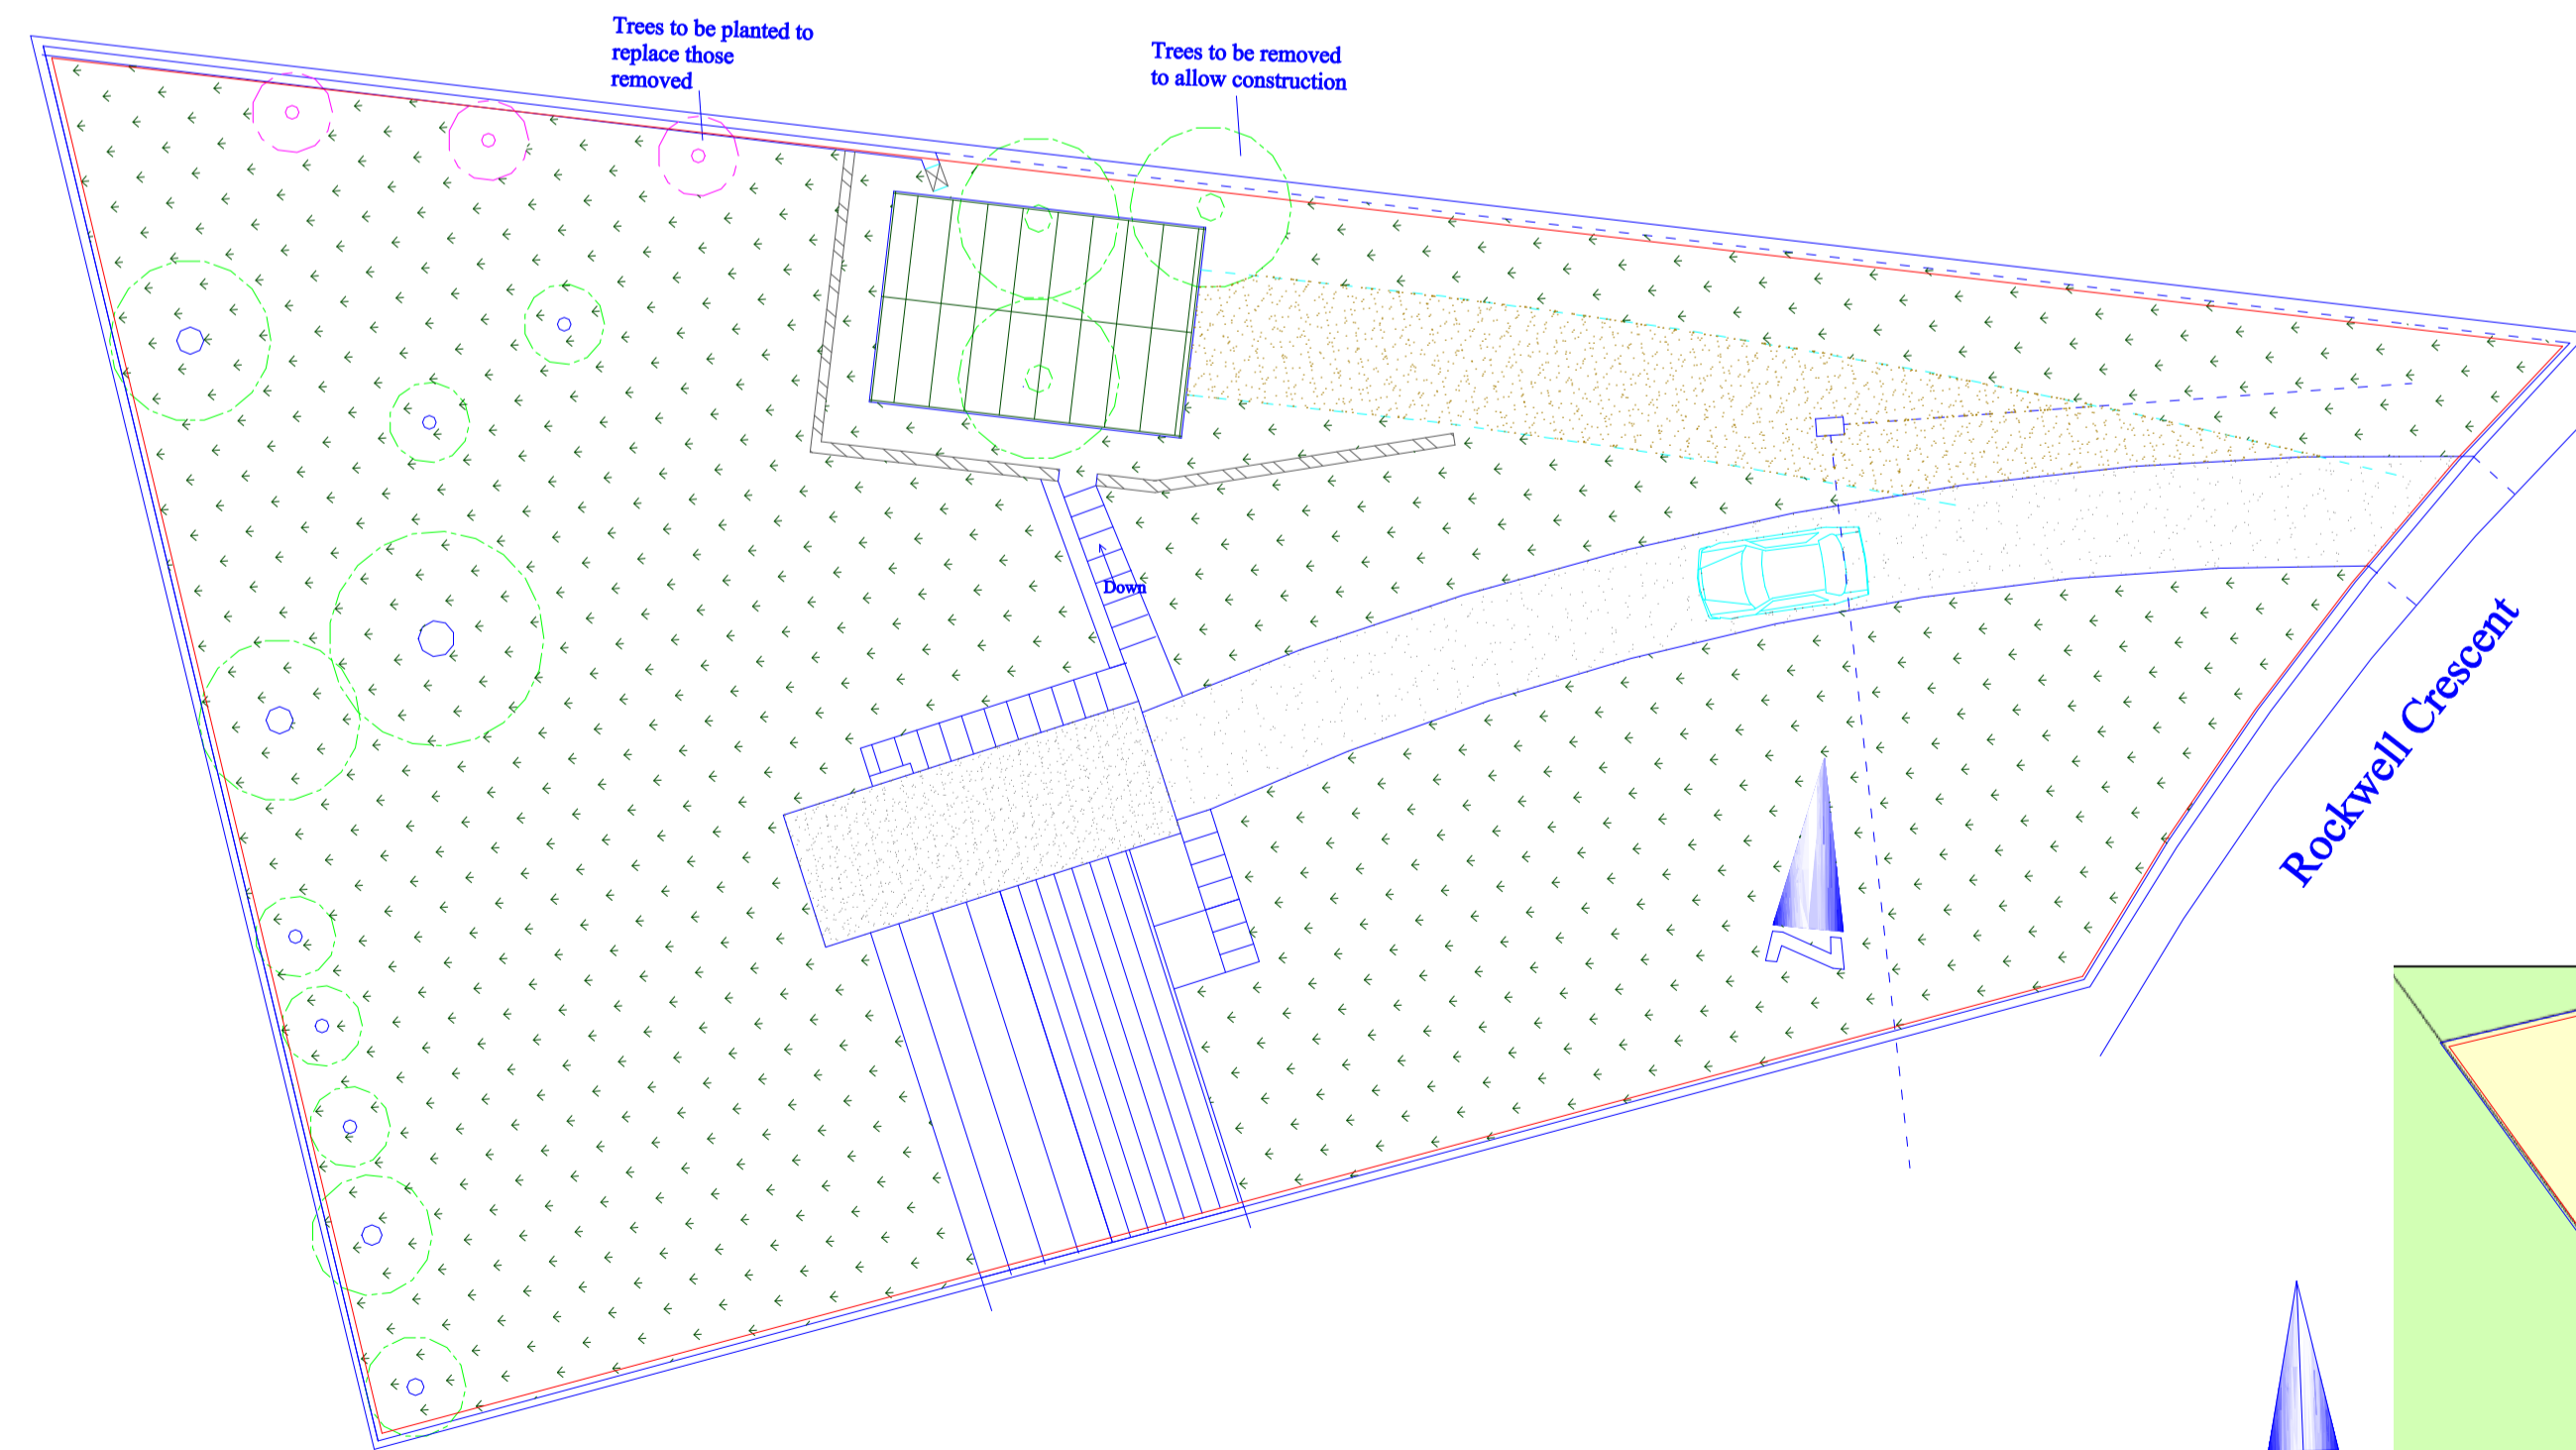 Trees to be planted to
replace those
removed
Trees to be removed
to allow construction
Down
Rockwell Crescent
N